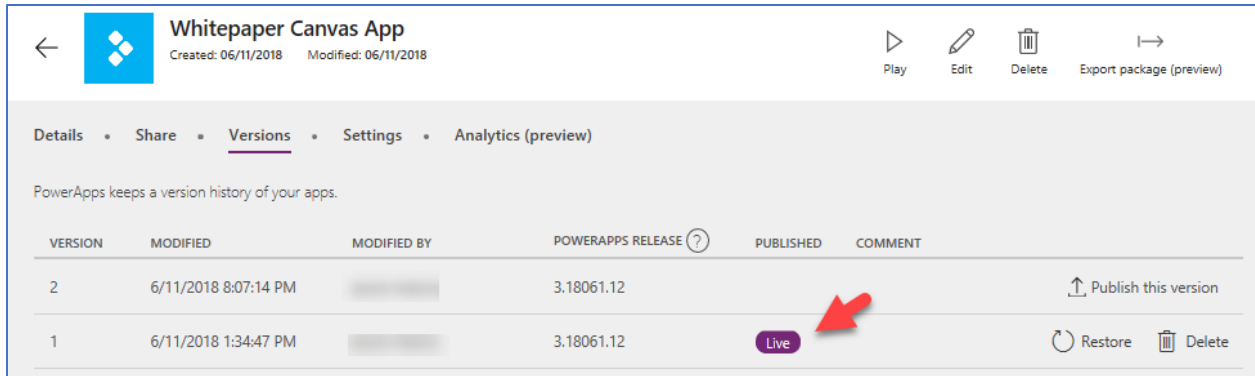 Whitepaper Canvas App
Created: 06/11/2018 Modified: 06/11/2018
Play Edit Delete Export package (preview)
Details • Share • Versions • Settings • Analytics (preview)
PowerApps keeps a version history of your apps.
VERSION MODIFIED MODIFIED BY POWERAPPS RELEASE ? PUBLISHED COMMENT
2 6/11/2018 8:07:14 PM 3.18061.12 Publish this version
1 6/11/2018 1:34:47 PM 3.18061.12 Live Restore Delete